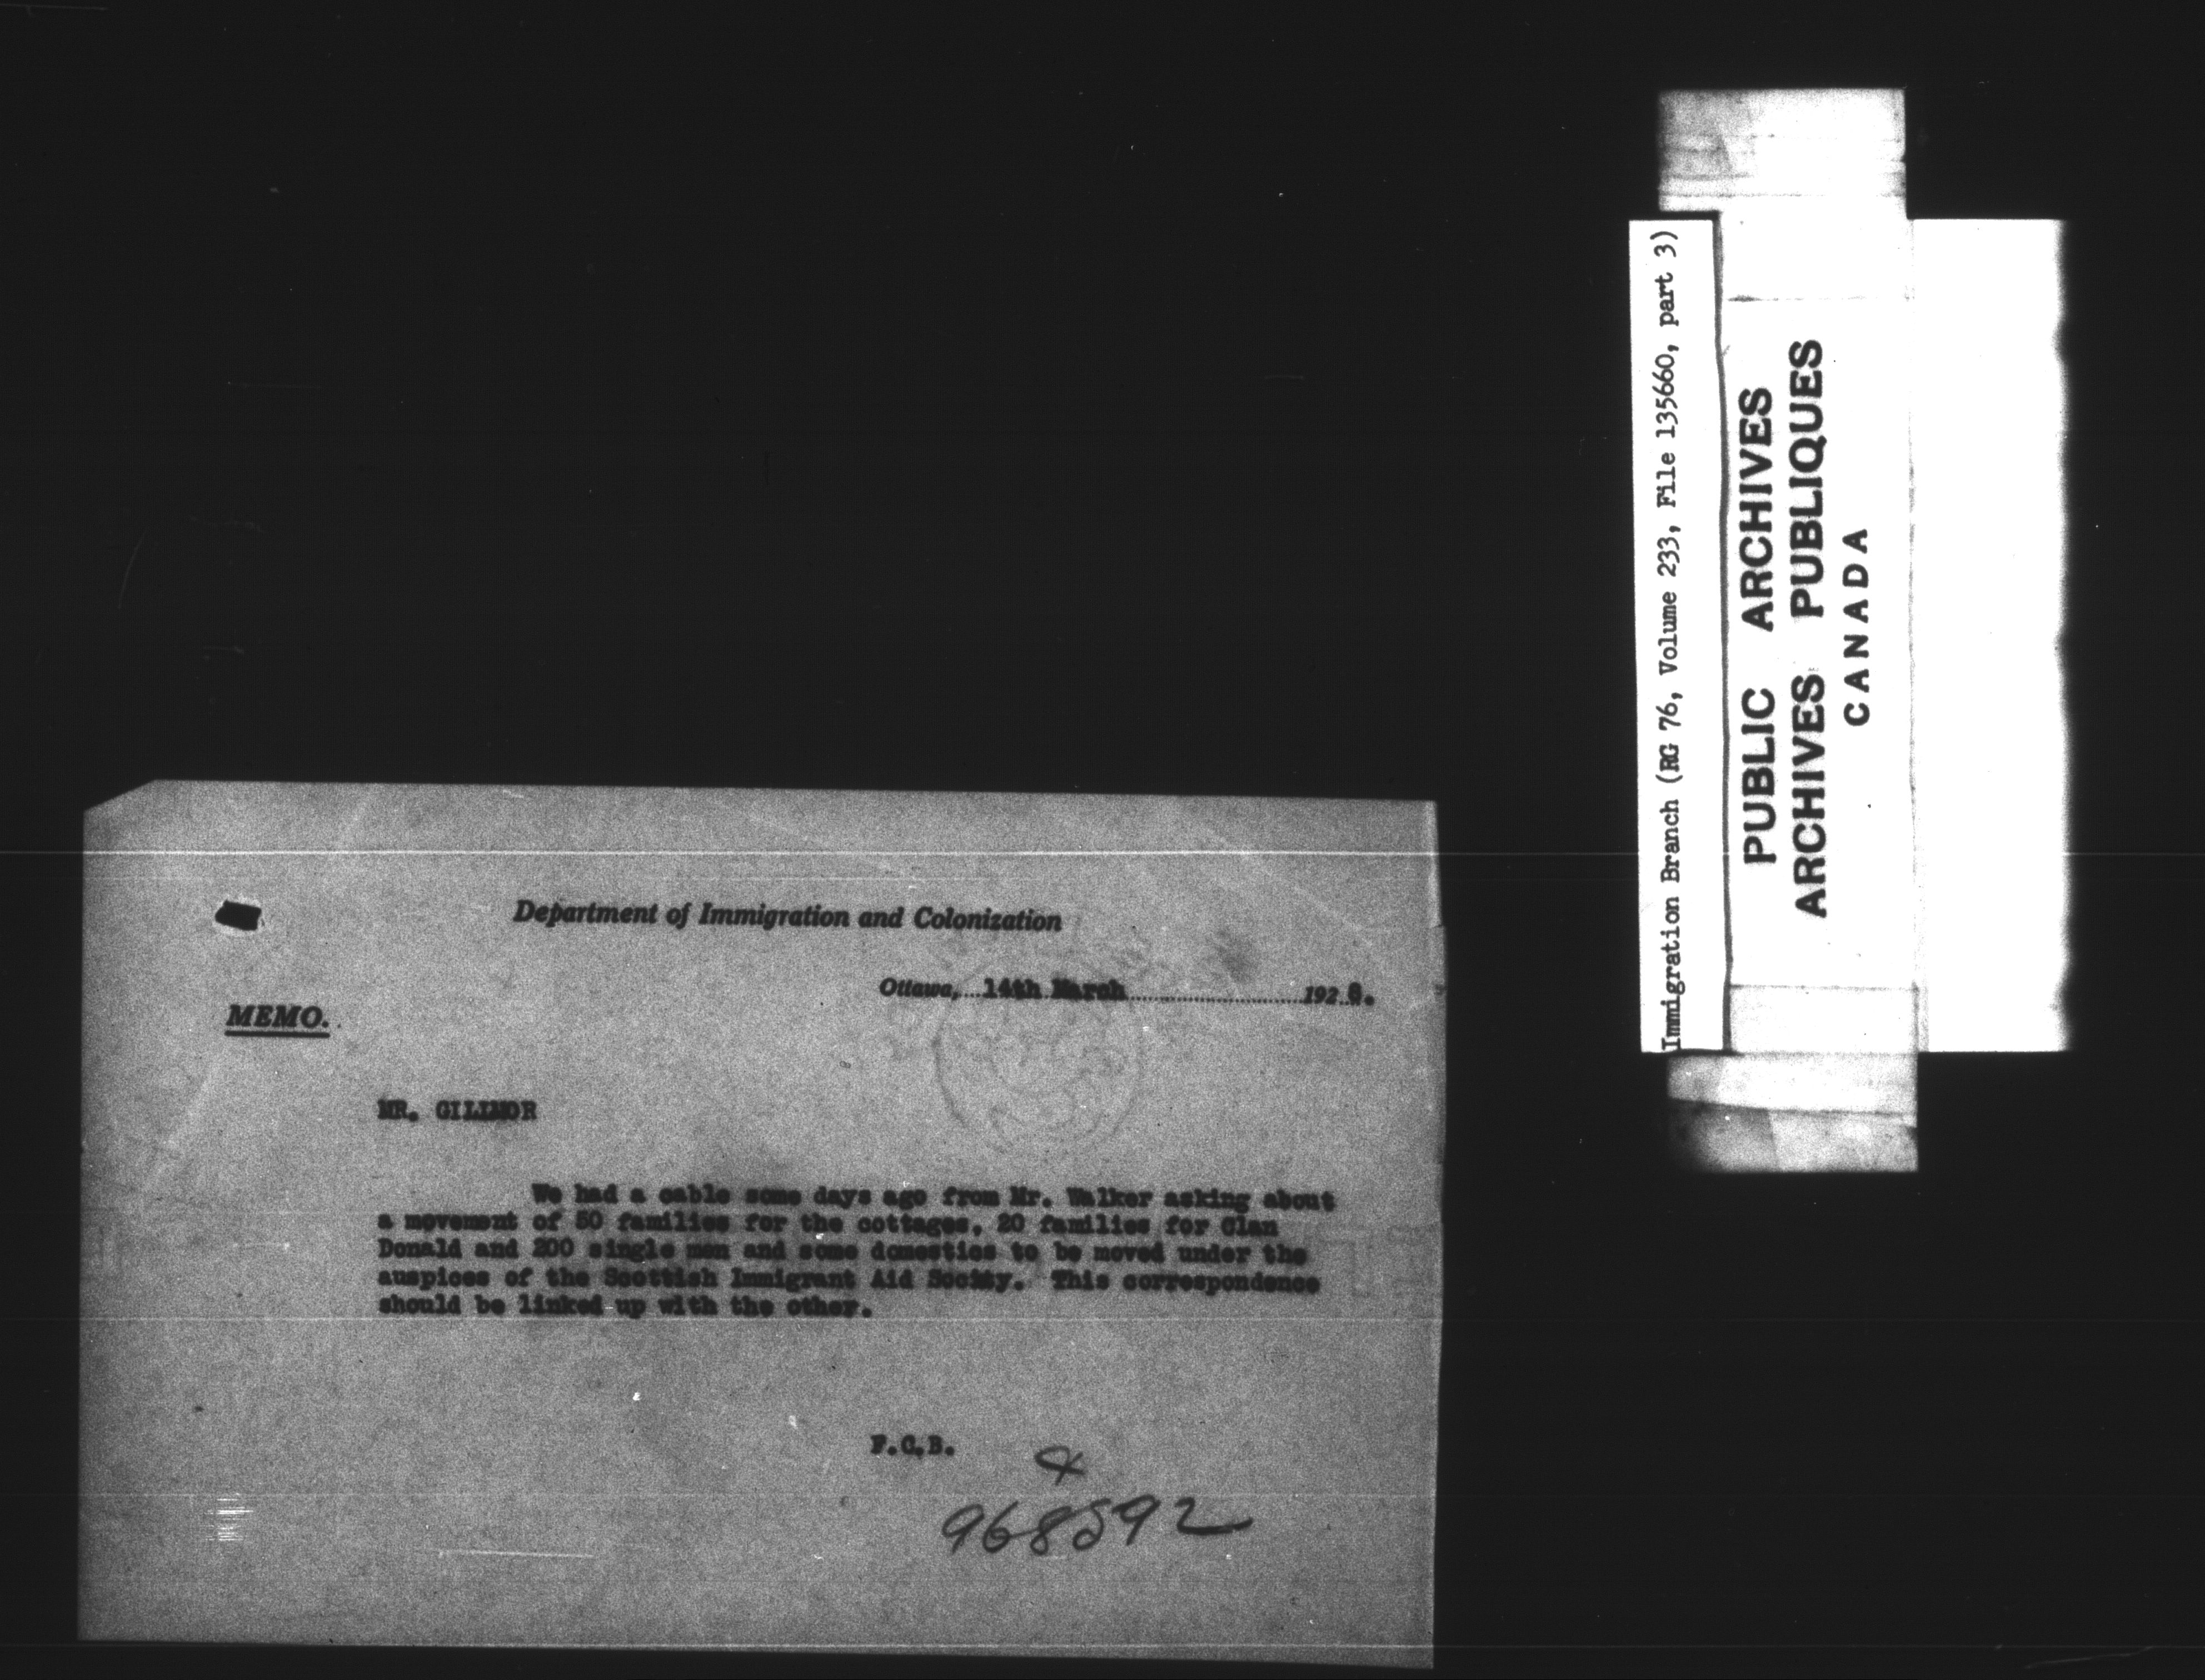 Department of Immigration and Colonization
Ottawa, 14th March 1928.
MEMO.
MR. GILLMOR
We had a cable some days ago from Mr. Walker asking about
a movement of 50 families for the cottages, 20 families for Clan
Donald and 200 single men and some domestics to be moved under the
auspices of the Scottish Immigrant Aid Society. This correspondence
should be linked up with the other.
F.C.B.
968592
Immigration Branch (RG 76, Volume 233, File 135660, part 3)
PUBLIC ARCHIVES
ARCHIVES PUBLIQUES
CANADA